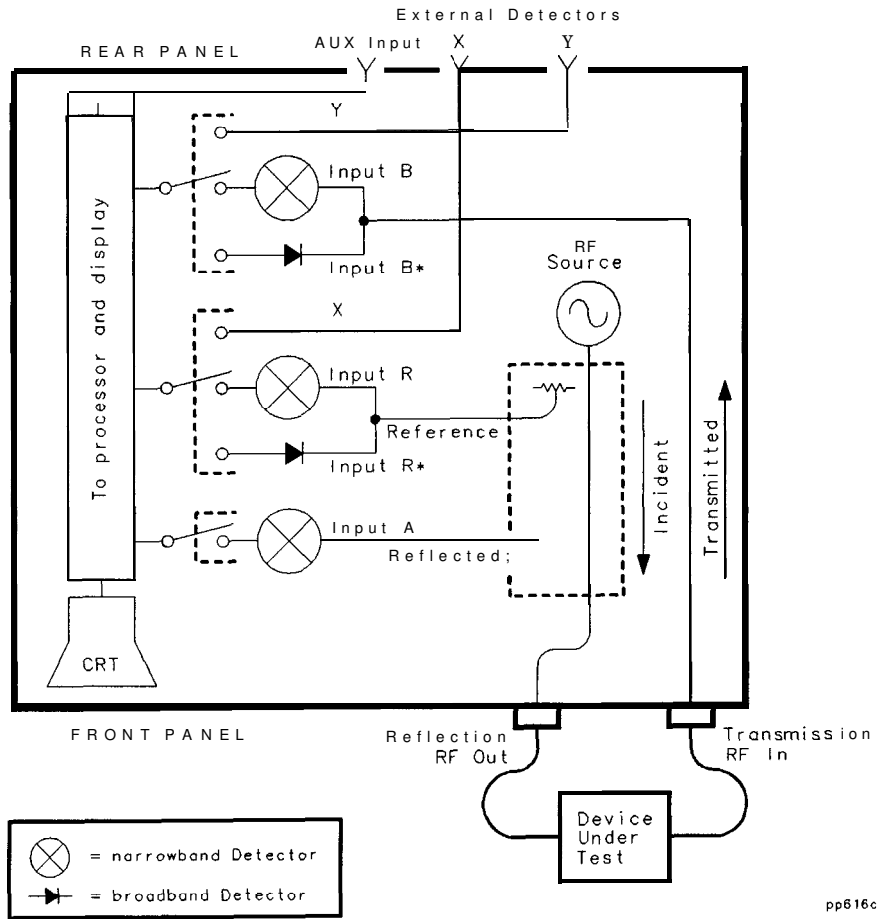 External Detectors
REAR PANEL
AUX Input
X
Y
Y
Input B
Input B*
To processor and display
RF
Source
X
Input R
Reference
Input R*
Input A
Reflected;
Incident
Transmitted
CRT
FRONT PANEL
Reflection
RF Out
Transmission
RF In
Device
Under
Test
= narrowband Detector
= broadband Detector
pp616c